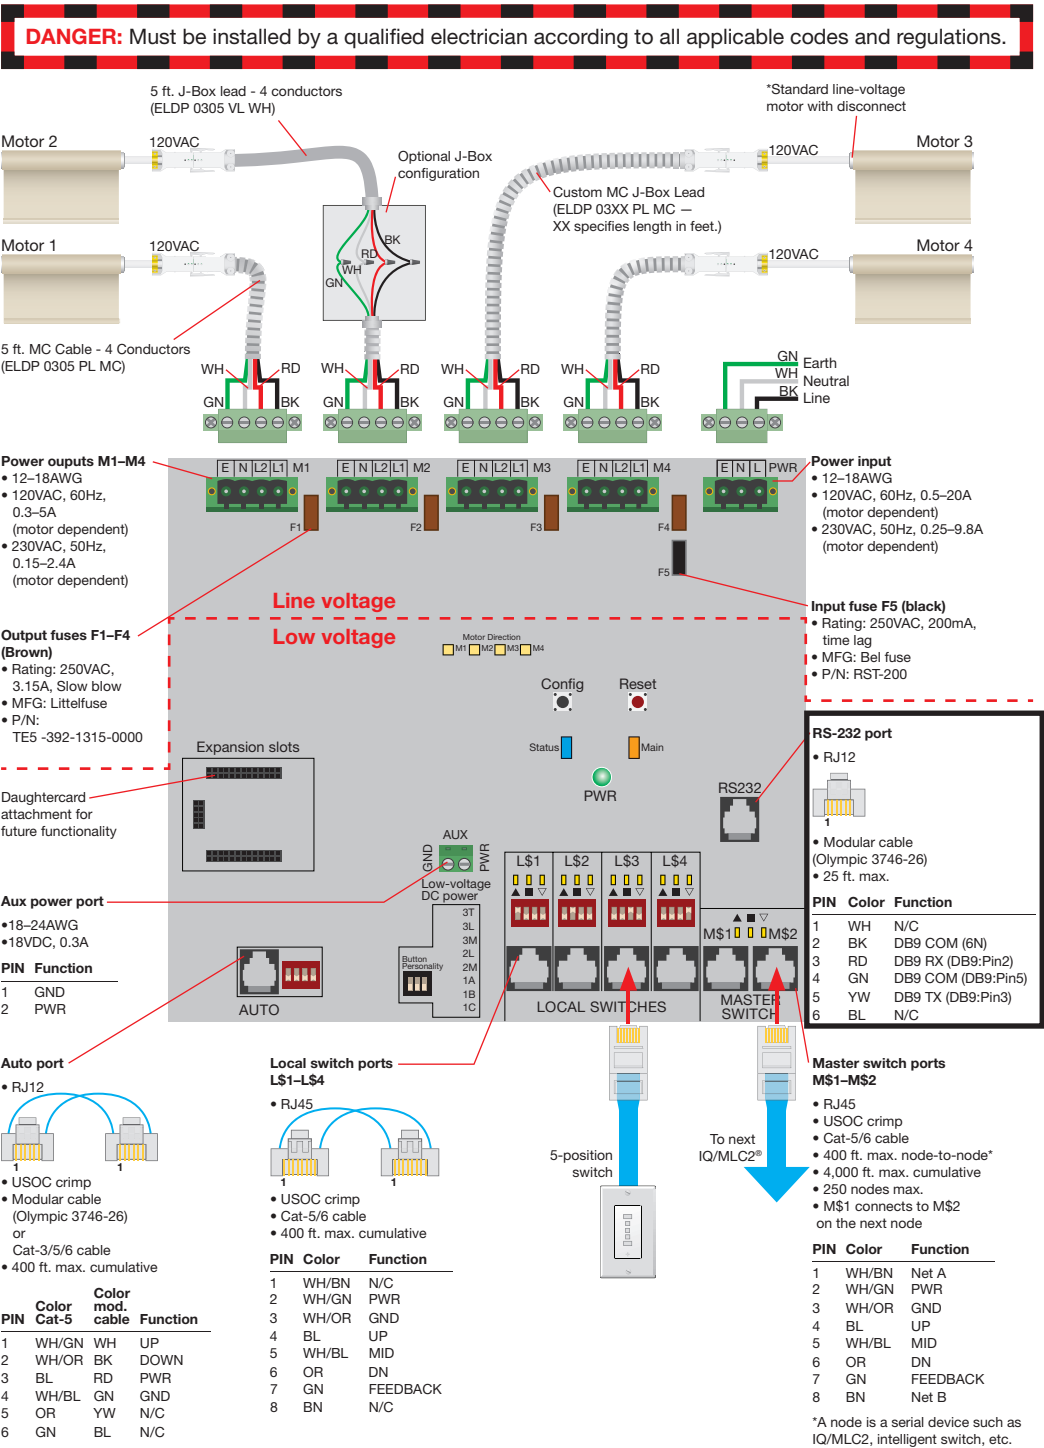 DANGER: Must be installed by a qualified electrician according to all applicable codes and regulations.
5 ft. J-Box lead - 4 conductors
(ELDP 0305 VL WH)
*Standard line-voltage
motor with disconnect
Motor 2
120VAC
Optional J-Box
configuration
120VAC
Motor 3
Custom MC J-Box Lead
(ELDP 03XX PL MC —
XX specifies length in feet.)
BK
RD
WH
GN
Motor 1
120VAC
120VAC
Motor 4
5 ft. MC Cable - 4 Conductors
(ELDP 0305 PL MC)
WH RD WH RD WH RD WH RD
GN BK GN BK GN BK GN BK
GN Earth
WH Neutral
BK Line
Power ouputs M1–M4
• 12–18AWG
• 120VAC, 60Hz,
0.3–5A
(motor dependent)
• 230VAC, 50Hz,
0.15–2.4A
(motor dependent)
E N L2 L1 M1
E N L2 L1 M2
E N L2 L1 M3
E N L2 L1 M4
E N L PWR
F1
F2
F3
F4
F5
Power input
• 12–18AWG
• 120VAC, 60Hz, 0.5–20A
(motor dependent)
• 230VAC, 50Hz, 0.25–9.8A
(motor dependent)
Line voltage
Low voltage
Input fuse F5 (black)
• Rating: 250VAC, 200mA,
time lag
• MFG: Bel fuse
• P/N: RST-200
Output fuses F1–F4
(Brown)
• Rating: 250VAC,
3.15A, Slow blow
• MFG: Littelfuse
• P/N:
TE5 -392-1315-0000
Motor Direction
M1 M2 M3 M4
Config
Reset
Status
Main
PWR
Expansion slots
Daughtercard
attachment for
future functionality
RS232
RS-232 port
• RJ12
1
• Modular cable
(Olympic 3746-26)
• 25 ft. max.
PIN Color Function
1 WH N/C
2 BK DB9 COM (6N)
3 RD DB9 RX (DB9:Pin2)
4 GN DB9 COM (DB9:Pin5)
5 YW DB9 TX (DB9:Pin3)
6 BL N/C
AUX
GND
PWR
Low-voltage
DC power
3T
3L
3M
2L
2M
1A
1B
1C
Button
Personality
L$1 L$2 L$3 L$4
▲ ■ ▽ ▲ ■ ▽ ▲ ■ ▽ ▲ ■ ▽
▲ ■ ▽
M$1 M$2
LOCAL SWITCHES
MASTER
SWITCH
AUTO
Aux power port
•18–24AWG
•18VDC, 0.3A
PIN Function
1 GND
2 PWR
Auto port
• RJ12
1
1
• USOC crimp
• Modular cable
(Olympic 3746-26)
or
Cat-3/5/6 cable
• 400 ft. max. cumulative
PIN Color Cat-5 Color mod. cable Function
1 WH/GN WH UP
2 WH/OR BK DOWN
3 BL RD PWR
4 WH/BL GN GND
5 OR YW N/C
6 GN BL N/C
Local switch ports
L$1–L$4
• RJ45
1
1
• USOC crimp
• Cat-5/6 cable
• 400 ft. max. cumulative
PIN Color Function
1 WH/BN N/C
2 WH/GN PWR
3 WH/OR GND
4 BL UP
5 WH/BL MID
6 OR DN
7 GN FEEDBACK
8 BN N/C
5-position
switch
To next
IQ/MLC2®
Master switch ports
M$1–M$2
• RJ45
• USOC crimp
• Cat-5/6 cable
• 400 ft. max. node-to-node*
• 4,000 ft. max. cumulative
• 250 nodes max.
• M$1 connects to M$2
on the next node
PIN Color Function
1 WH/BN Net A
2 WH/GN PWR
3 WH/OR GND
4 BL UP
5 WH/BL MID
6 OR DN
7 GN FEEDBACK
8 BN Net B
*A node is a serial device such as
IQ/MLC2, intelligent switch, etc.